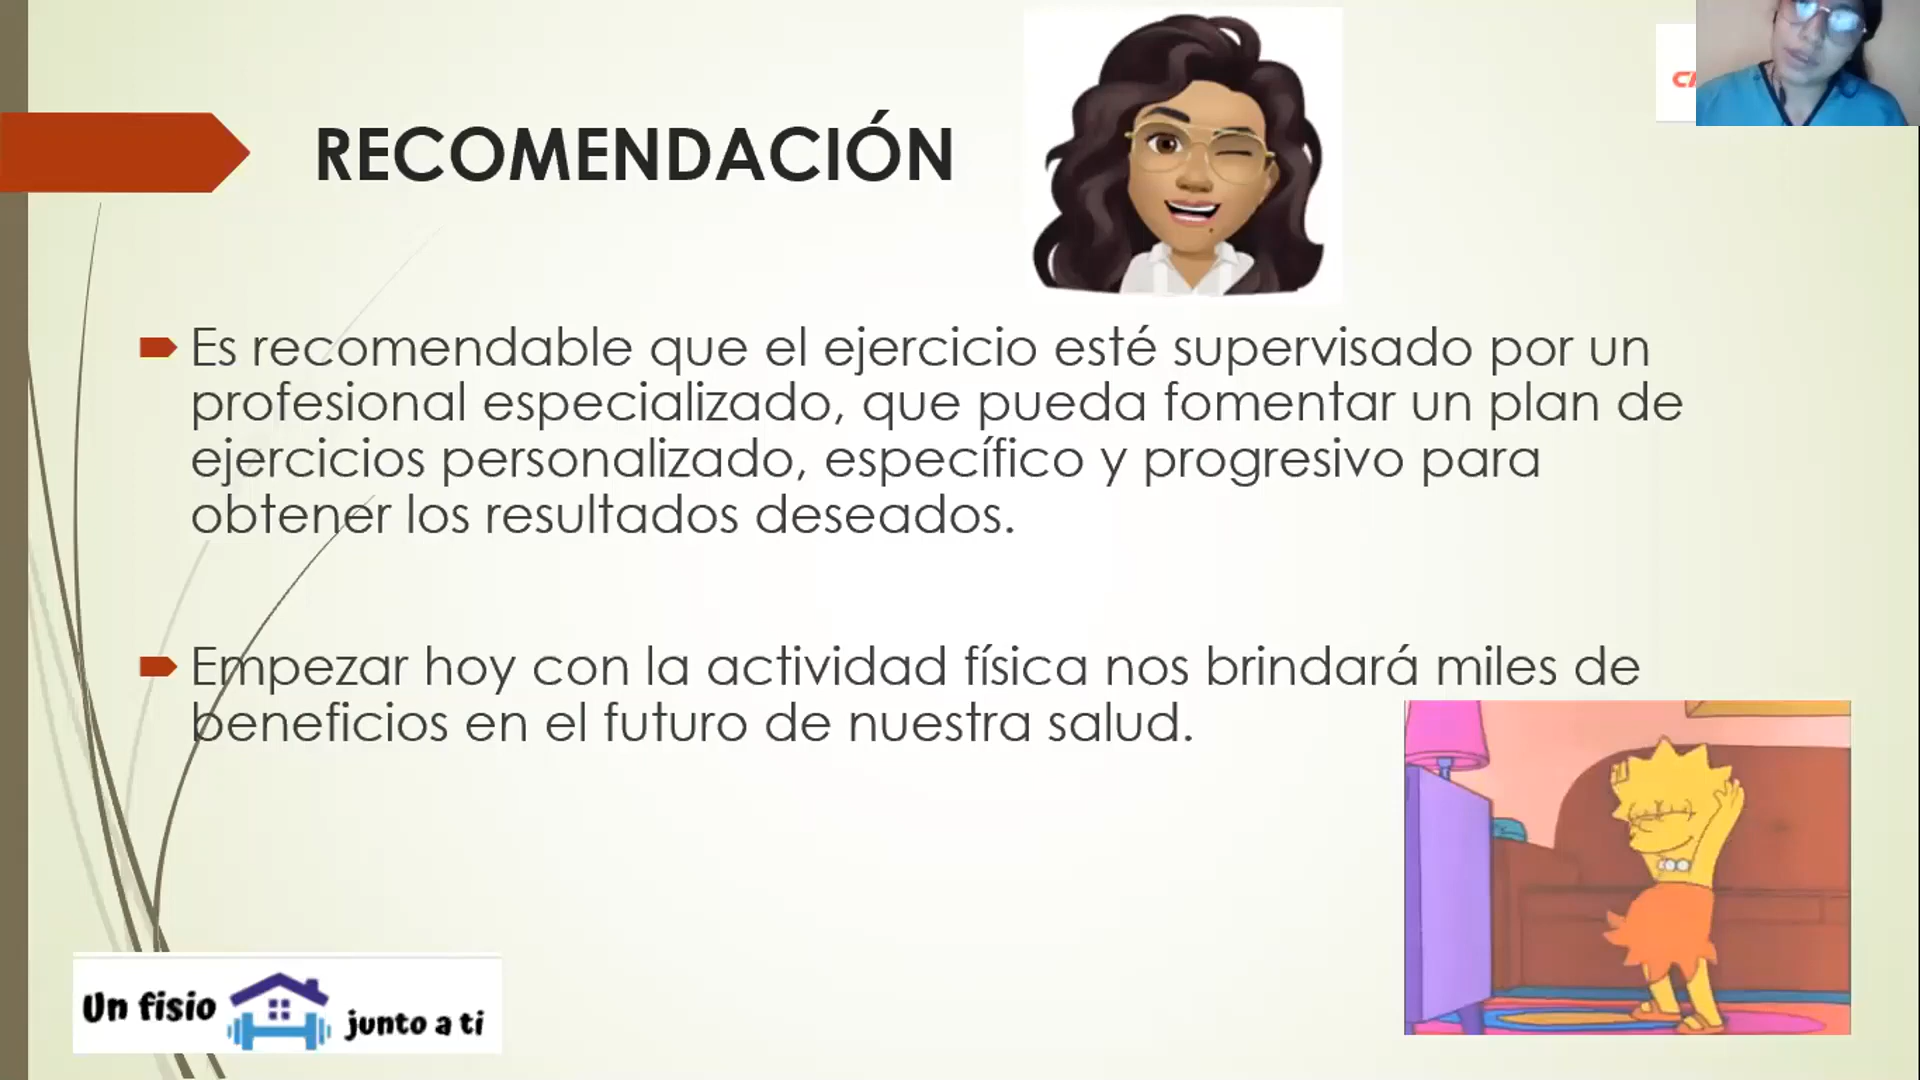 RECOMENDACIÓN
Es recomendable que el ejercicio esté supervisado por un
profesional especializado, que pueda fomentar un plan de
ejercicios personalizado, específico y progresivo para
obtener los resultados deseados.
Empezar hoy con la actividad física nos brindará miles de
beneficios en el futuro de nuestra salud.
Un fisio
junto a ti